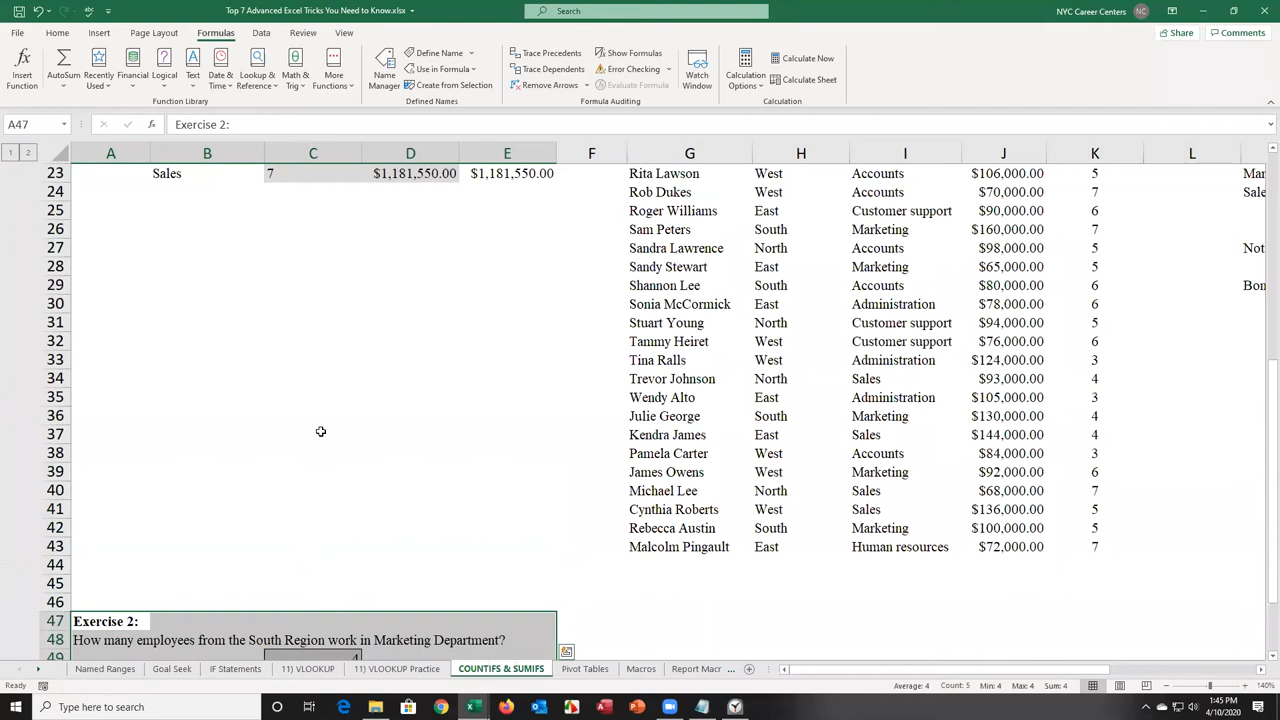 Top 7 Advanced Excel Tricks You Need to Know.xlsx
Search
NYC Career Centers
NC
File Home Insert Page Layout Formulas Data Review View
Share Comments
fx
Insert Function
AutoSum
Recently Used
Financial
Logical
Text
Date & Time
Lookup & Reference
Math & Trig
More Functions
Function Library
Name Manager
Define Name
Use in Formula
Create from Selection
Defined Names
Trace Precedents
Trace Dependents
Remove Arrows
Show Formulas
Error Checking
Evaluate Formula
Formula Auditing
Watch Window
Calculation Options
Calculate Now
Calculate Sheet
Calculation
A47 fx Exercise 2:
1 2 A B C D E F G H I J K L
23 Sales 7 $1,181,550.00 $1,181,550.00 Rita Lawson West Accounts $106,000.00 5 Mar
24 Rob Dukes West Accounts $70,000.00 7 Sale
25 Roger Williams East Customer support $90,000.00 6
26 Sam Peters South Marketing $160,000.00 7
27 Sandra Lawrence North Accounts $98,000.00 5 Not
28 Sandy Stewart East Marketing $65,000.00 5
29 Shannon Lee South Accounts $80,000.00 6 Bon
30 Sonia McCormick East Administration $78,000.00 6
31 Stuart Young North Customer support $94,000.00 5
32 Tammy Heiret West Customer support $76,000.00 6
33 Tina Ralls West Administration $124,000.00 3
34 Trevor Johnson North Sales $93,000.00 4
35 Wendy Alto East Administration $105,000.00 3
36 Julie George South Marketing $130,000.00 4
37 Kendra James East Sales $144,000.00 4
38 Pamela Carter West Accounts $84,000.00 3
39 James Owens West Marketing $92,000.00 6
40 Michael Lee North Sales $68,000.00 7
41 Cynthia Roberts West Sales $136,000.00 5
42 Rebecca Austin South Marketing $100,000.00 5
43 Malcolm Pingault East Human resources $72,000.00 7
44
45
46
47 Exercise 2:
48 How many employees from the South Region work in Marketing Department?
49 4
Named Ranges Goal Seek IF Statements 11) VLOOKUP 11) VLOOKUP Practice COUNTIFS & SUMIFS Pivot Tables Macros Report Macr ...
Ready Average: 4 Count: 5 Min: 4 Max: 4 Sum: 4 140%
Type here to search
1:45 PM
4/10/2020